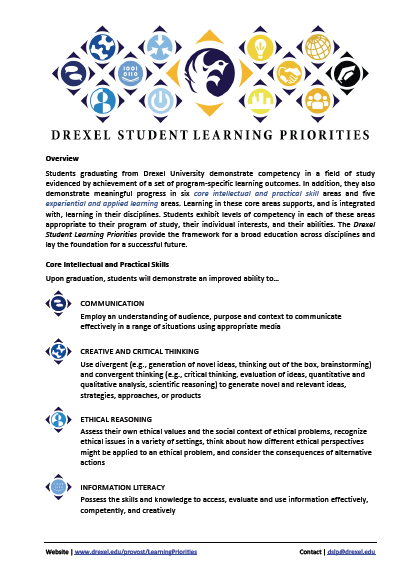 1001
0110
DREXEL STUDENT LEARNING PRIORITIES
Overview
Students graduating from Drexel University demonstrate competency in a field of study
evidenced by achievement of a set of program-specific learning outcomes. In addition, they also
demonstrate meaningful progress in six core intellectual and practical skill areas and five
experiential and applied learning areas. Learning in these core areas supports, and is integrated
with, learning in their disciplines. Students exhibit levels of competency in each of these areas
appropriate to their program of study, their individual interests, and their abilities. The Drexel
Student Learning Priorities provide the framework for a broad education across disciplines and
lay the foundation for a successful future.
Core Intellectual and Practical Skills
Upon graduation, students will demonstrate an improved ability to...
COMMUNICATION
Employ an understanding of audience, purpose and context to communicate
effectively in a range of situations using appropriate media
CREATIVE AND CRITICAL THINKING
Use divergent (e.g., generation of novel ideas, thinking out of the box, brainstorming)
and convergent thinking (e.g., critical thinking, evaluation of ideas, quantitative and
qualitative analysis, scientific reasoning) to generate novel and relevant ideas,
strategies, approaches, or products
ETHICAL REASONING
Assess their own ethical values and the social context of ethical problems, recognize
ethical issues in a variety of settings, think about how different ethical perspectives
might be applied to an ethical problem, and consider the consequences of alternative
actions
INFORMATION LITERACY
Possess the skills and knowledge to access, evaluate and use information effectively,
competently, and creatively
Website | www.drexel.edu/provost/LearningPriorities Contact | dslp@drexel.edu